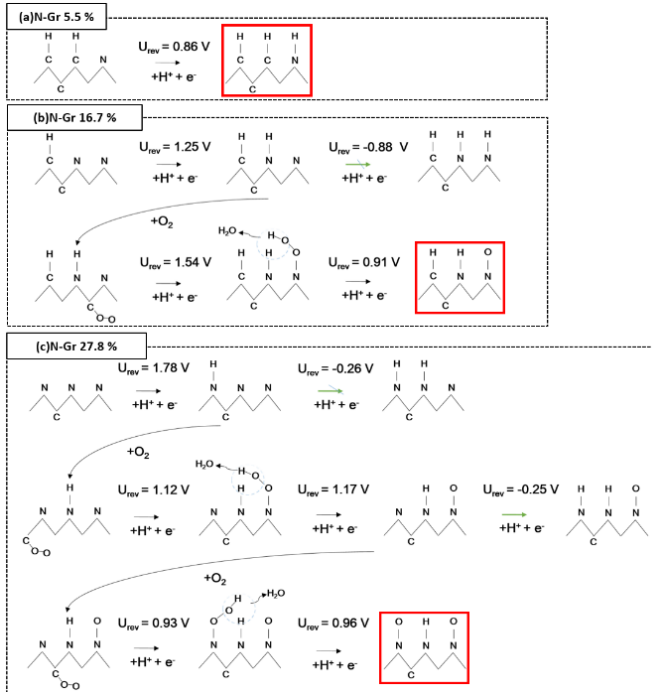 (a)N-Gr 5.5 %
H H
C C N
C
Urev = 0.86 V
+H+ + e-
H H H
C C N
C
(b)N-Gr 16.7 %
H
C N N
C
Urev = 1.25 V
+H+ + e-
H H
C N N
C
Urev = -0.88 V
+H+ + e-
H H H
C N N
C
+O2
H H
C N N
C
O-O
Urev = 1.54 V
+H+ + e-
H2O
H O
H H O
C N N
C
Urev = 0.91 V
+H+ + e-
H H O
C N N
C
(c)N-Gr 27.8 %
N N N
C
Urev = 1.78 V
+H+ + e-
H
N N N
C
Urev = -0.26 V
+H+ + e-
H H
N N N
C
+O2
H
N N N
C
O-O
Urev = 1.12 V
+H+ + e-
H2O
H O
H O
N N N
C
Urev = 1.17 V
+H+ + e-
H O
N N N
C
Urev = -0.25 V
+H+ + e-
H H O
N N N
C
+O2
H O
N N N
C
O-O
Urev = 0.93 V
+H+ + e-
H
O
H2O
O H O
N N N
C
Urev = 0.96 V
+H+ + e-
O H O
N N N
C